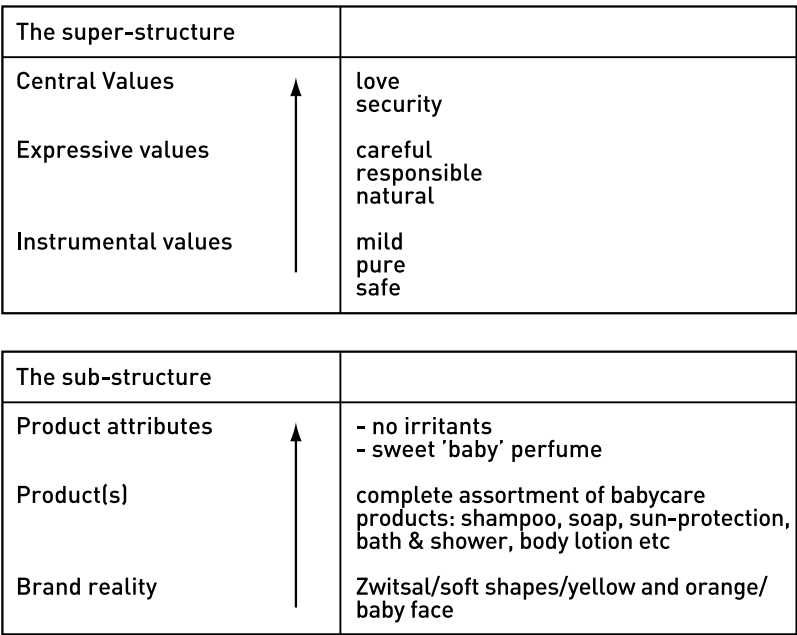 The super-structure
Central Values
love
security
Expressive values
careful
responsible
natural
Instrumental values
mild
pure
safe
The sub-structure
Product attributes
- no irritants
- sweet 'baby' perfume
Product(s)
complete assortment of babycare
products: shampoo, soap, sun-protection,
bath & shower, body lotion etc
Brand reality
Zwitsal/soft shapes/yellow and orange/
baby face